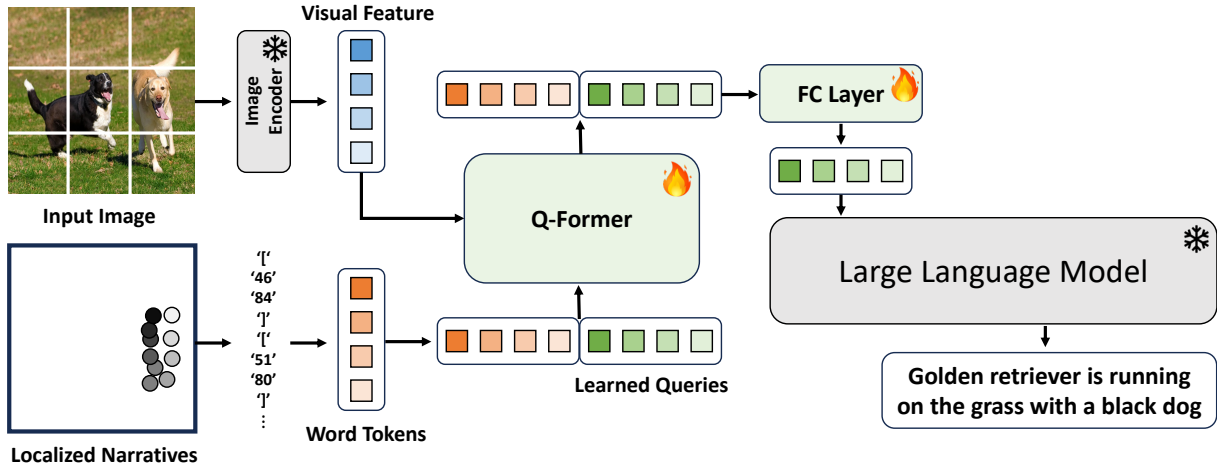 Visual Feature
Image
Encoder
Input Image
FC Layer
Q-Former
Large Language Model
‘[‘
‘46’
‘84’
‘]’
‘[‘
‘51’
‘80’
‘]’
⋮
Word Tokens
Learned Queries
Localized Narratives
Golden retriever is running
on the grass with a black dog